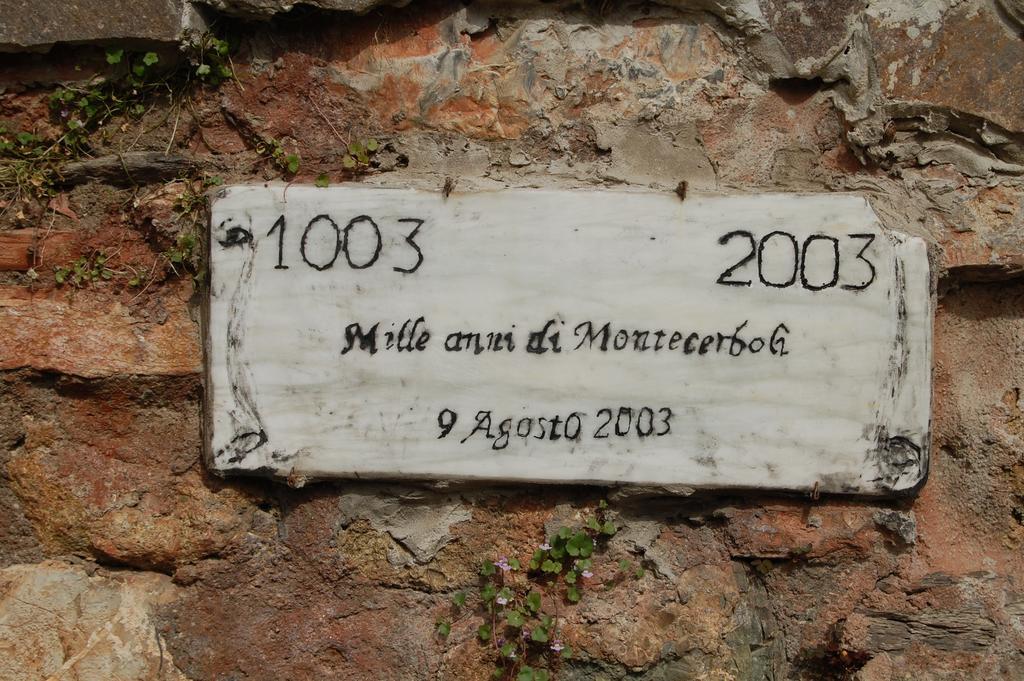 1003 2003
Mille anni di Montecerboli
9 Agosto 2003